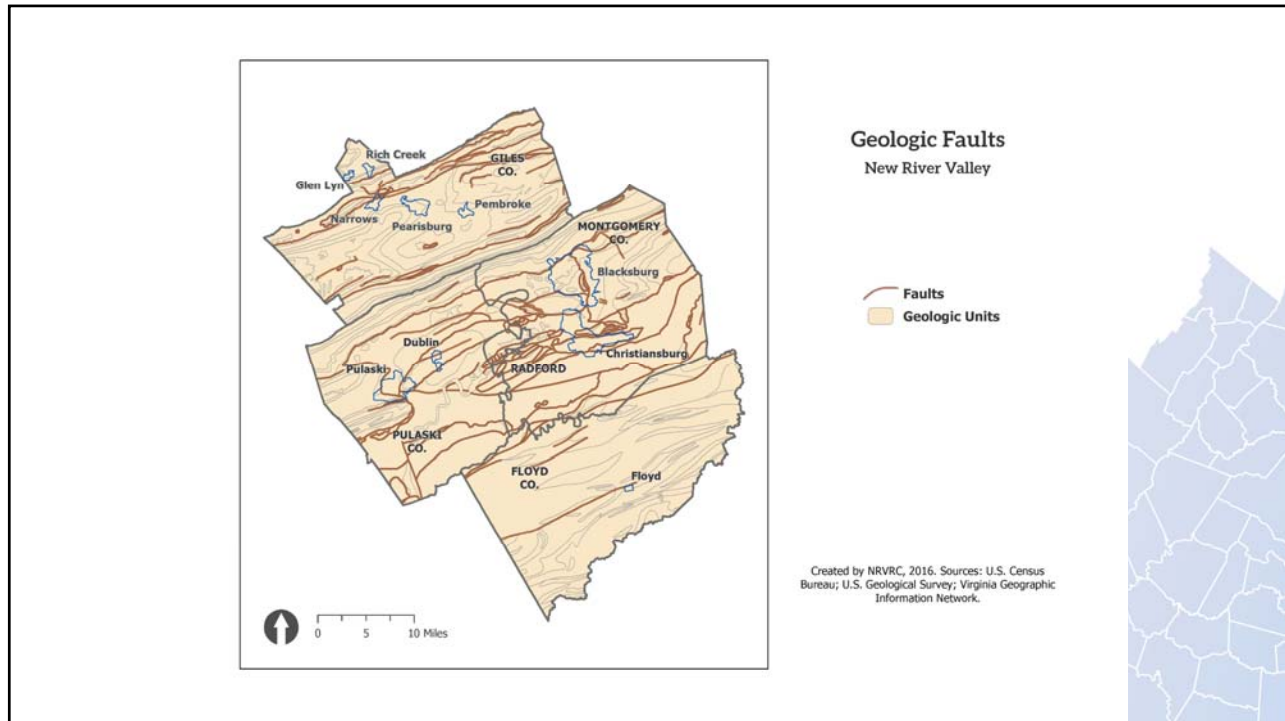 Geologic Faults
New River Valley
Rich Creek
GILES
CO.
Glen Lyn
Narrows
Pembroke
Pearisburg
MONTGOMERY
CO.
Blacksburg
Faults
Geologic Units
Dublin
Christiansburg
Pulaski
RADFORD
PULASKI
CO.
FLOYD
CO.
Floyd
Created by NRVRC, 2016. Sources: U.S. Census
Bureau; U.S. Geological Survey; Virginia Geographic
Information Network.
0 5 10 Miles